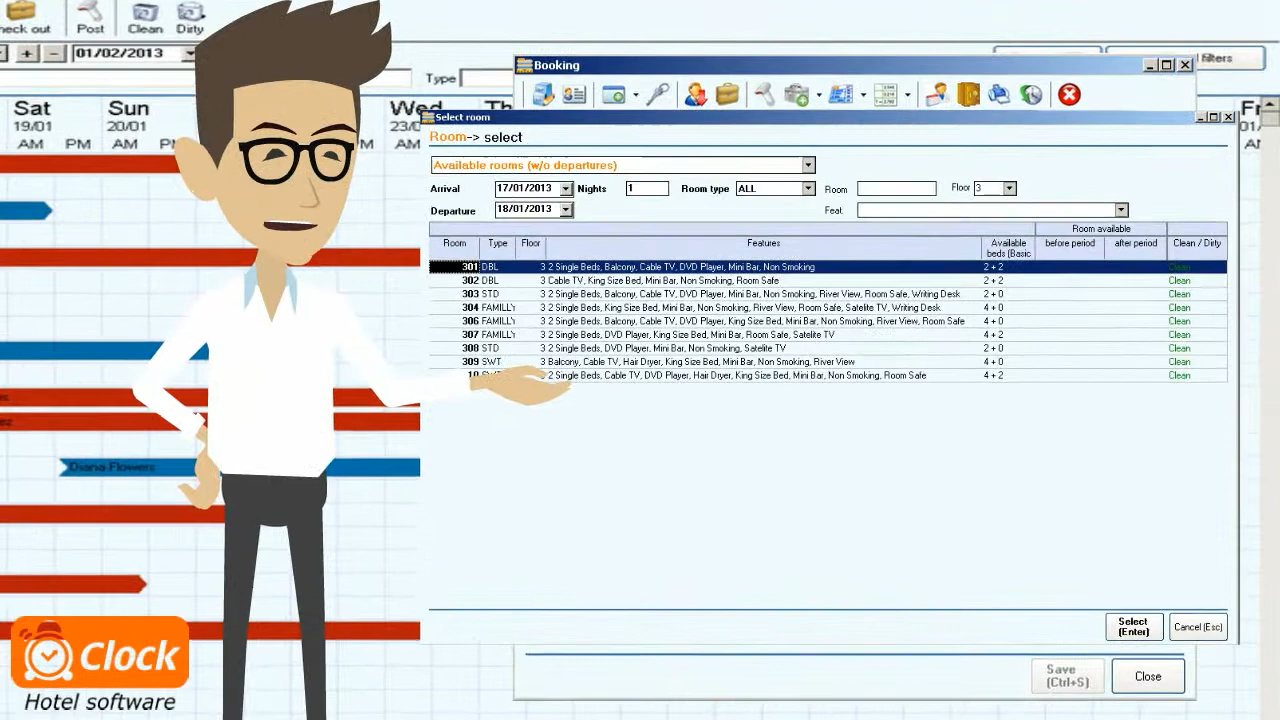 heck out
Post
Clean
Dirty
+
-
01/02/2013
Type
filters
Sat
Sun
Wed
Th
Fr
19/01
20/01
23/0
01/
AM PM AM P
AM
AM
Booking
Select room
Room-> select
Available rooms (w/o departures)
Arrival 17/01/2013 Nights 1 Room type ALL Room Floor 3
Departure 18/01/2013 Feat.
Room available
Room Type Floor Features Available beds (Basic before period after period Clean / Dirty
301 DBL 3 2 Single Beds, Balcony, Cable TV, DVD Player, Mini Bar, Non Smoking 2 + 2 Clean
302 DBL 3 Cable TV, King Size Bed, Mini Bar, Non Smoking, Room Safe 2 + 2 Clean
303 STD 3 2 Single Beds, Balcony, Cable TV, DVD Player, Mini Bar, Non Smoking, River View, Room Safe, Writing Desk 2 + 0 Clean
304 FAMILLY 3 2 Single Beds, King Size Bed, Mini Bar, Non Smoking, River View, Room Safe, Satelite TV, Writing Desk 4 + 0 Clean
306 FAMILLY 3 2 Single Beds, Balcony, Cable TV, DVD Player, King Size Bed, Mini Bar, Non Smoking, River View, Room Safe 4 + 0 Clean
307 FAMILLY 3 2 Single Beds, DVD Player, King Size Bed, Mini Bar, Room Safe, Satelite TV 4 + 2 Clean
308 STD 3 2 Single Beds, DVD Player, Mini Bar, Non Smoking, Satelite TV 2 + 0 Clean
309 SWT 3 Balcony, Cable TV, Hair Dryer, King Size Bed, Mini Bar, Non Smoking, River View 2 + 0 Clean
10 SWT 3 2 Single Beds, Cable TV, DVD Player, Hair Dryer, King Size Bed, Mini Bar, Non Smoking, Room Safe 4 + 2 Clean
Diana Flowers
Select
(Enter)
Cancel (Esc)
Save
(Ctrl+S)
Close
Clock
Hotel software